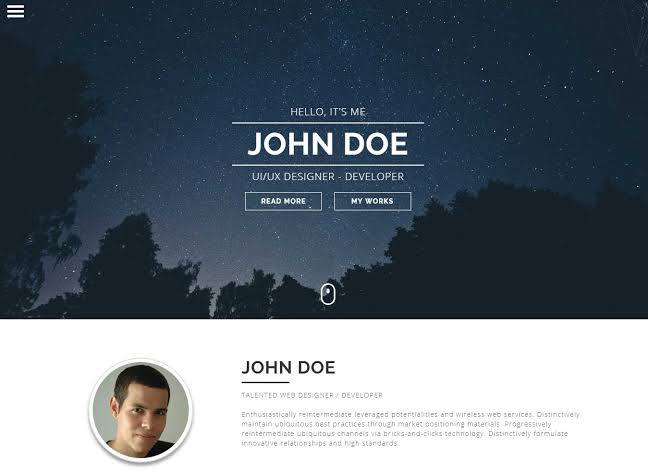 HELLO, IT'S ME
JOHN DOE
UI/UX DESIGNER - DEVELOPER
READ MORE
MY WORKS
JOHN DOE
TALENTED WEB DESIGNER / DEVELOPER
Enthusiastically reintermediate leveraged potentialities and wireless web services. Distinctively
maintain ubiquitous best practices through market positioning materials. Progressively
reintermediate ubiquitous channels via bricks-and-clicks technology. Distinctively formulate
innovative relationships and high standards.